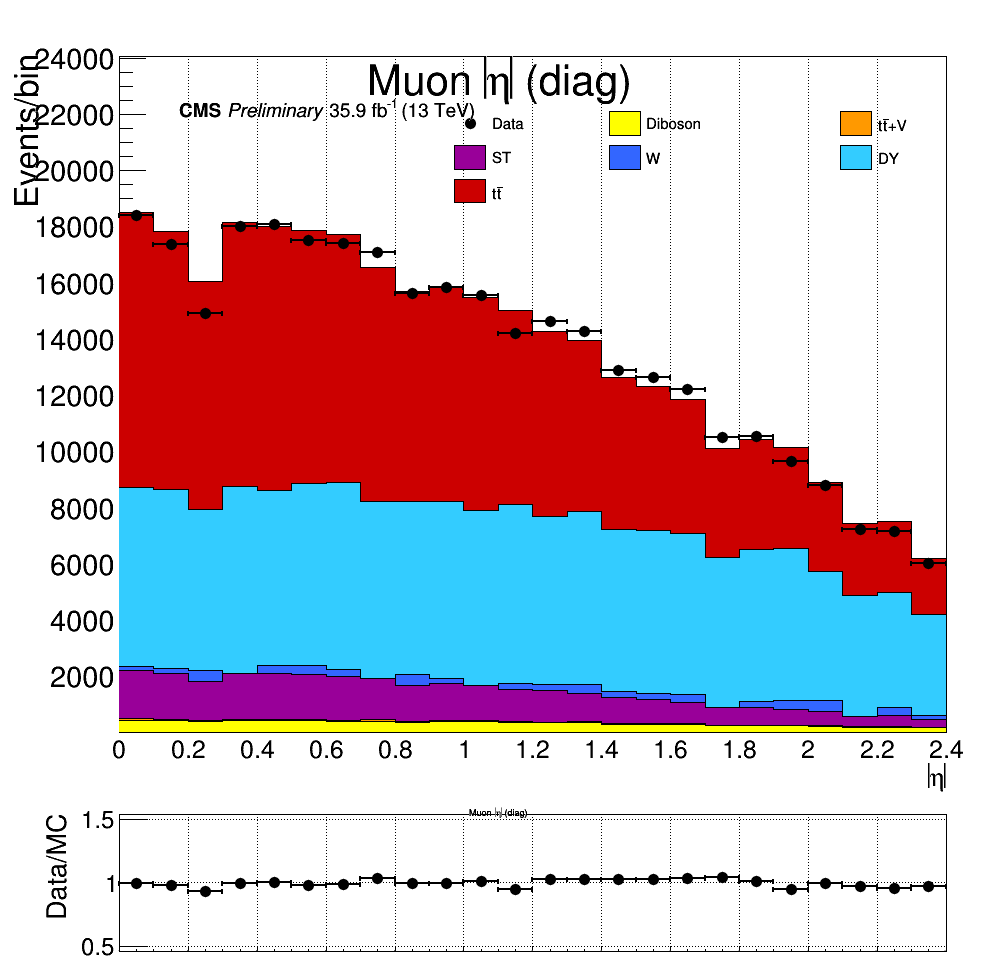 Muon |η| (diag)
CMS Preliminary 35.9 fb⁻¹ (13 TeV)
Events/bin
Data
Diboson
tt̄+V
ST
W
DY
tt̄
24000
22000
20000
18000
16000
14000
12000
10000
8000
6000
4000
2000
0 0.2 0.4 0.6 0.8 1 1.2 1.4 1.6 1.8 2 2.2 2.4
|η|
Muon |η| (diag)
Data/MC
1.5
1
0.5